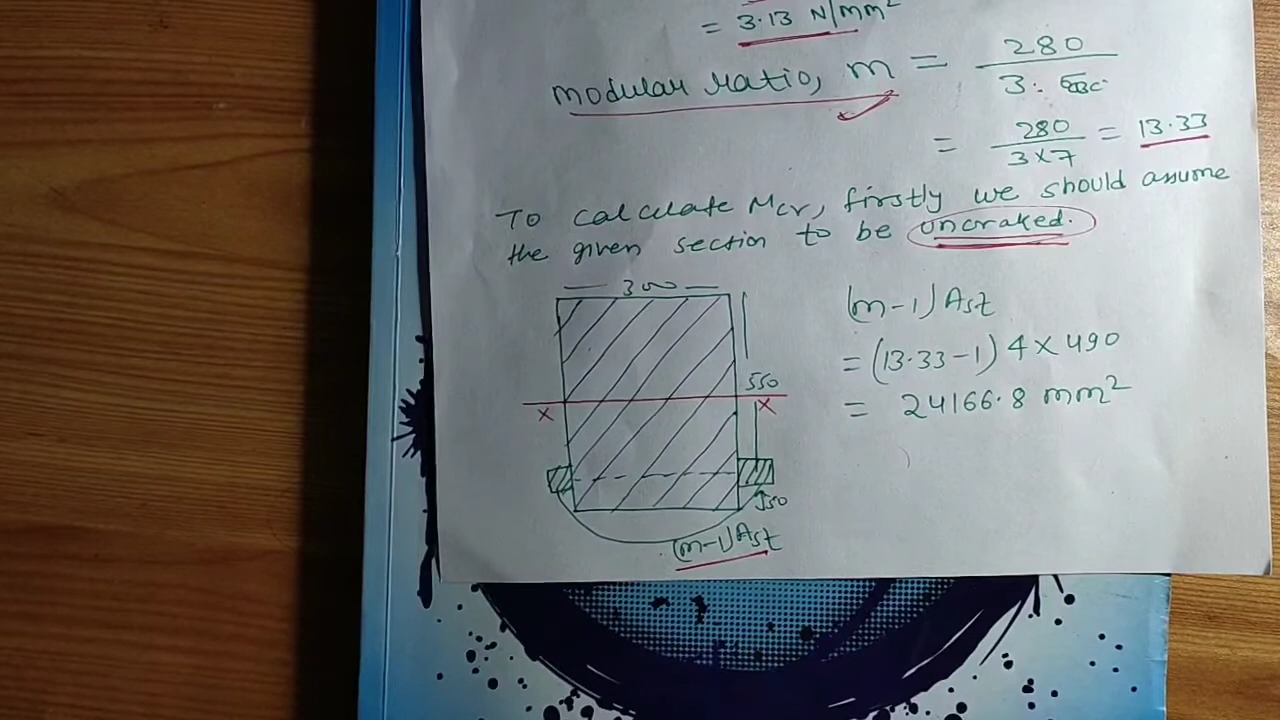 = 3.13 N/mm²
modular ratio, m = 280 / 3. σcbc
= 280 / 3×7 = 13.33
To calculate Mcr, firstly we should assume
the given section to be uncraked.
300
(m-1) Ast
= (13.33-1) 4 × 490
550
x x
= 24166.8 mm²
50
(m-1) Ast